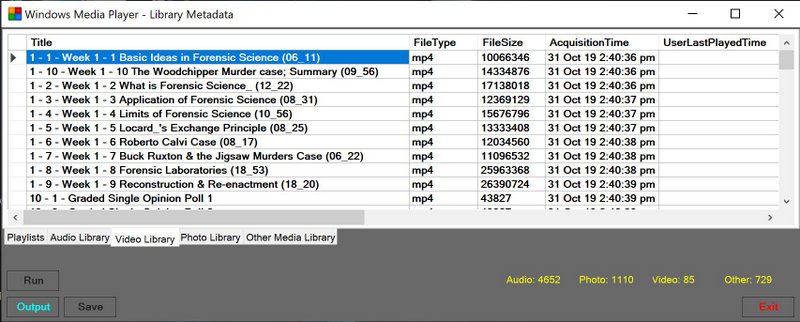 Windows Media Player - Library Metadata
Title FileType FileSize AcquisitionTime UserLastPlayedTime
1 - 1 - Week 1 - 1 Basic Ideas in Forensic Science (06_11) mp4 10066346 31 Oct 19 2:40:36 pm
1 - 10 - Week 1 - 10 The Woodchipper Murder case; Summary (09_56) mp4 14334876 31 Oct 19 2:40:36 pm
1 - 2 - Week 1 - 2 What is Forensic Science_ (12_22) mp4 17138018 31 Oct 19 2:40:36 pm
1 - 3 - Week 1 - 3 Application of Forensic Science (08_31) mp4 12369129 31 Oct 19 2:40:37 pm
1 - 4 - Week 1 - 4 Limits of Forensic Science (10_56) mp4 15676796 31 Oct 19 2:40:37 pm
1 - 5 - Week 1 - 5 Locard_'s Exchange Principle (08_25) mp4 13333408 31 Oct 19 2:40:38 pm
1 - 6 - Week 1 - 6 Roberto Calvi Case (08_17) mp4 12034560 31 Oct 19 2:40:38 pm
1 - 7 - Week 1 - 7 Buck Ruxton & the Jigsaw Murders Case (06_22) mp4 11096532 31 Oct 19 2:40:38 pm
1 - 8 - Week 1 - 8 Forensic Laboratories (18_53) mp4 25963368 31 Oct 19 2:40:38 pm
1 - 9 - Week 1 - 9 Reconstruction & Re-enactment (18_20) mp4 26390724 31 Oct 19 2:40:39 pm
10 - 1 - Graded Single Opinion Poll 1 mp4 43827 31 Oct 19 2:40:39 pm
Playlists Audio Library Video Library Photo Library Other Media Library
Run Audio: 4652 Photo: 1110 Video: 85 Other: 729
Output Save Exit